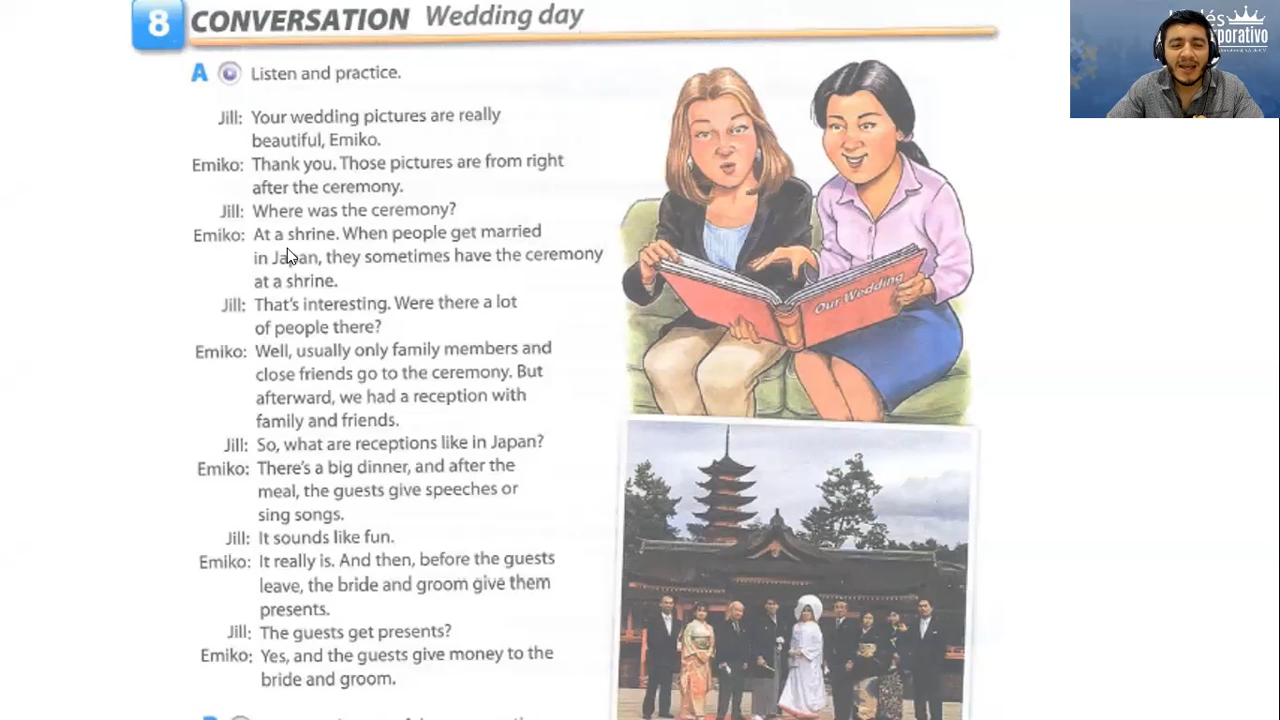 8 CONVERSATION Wedding day
A Listen and practice.
Jill: Your wedding pictures are really
beautiful, Emiko.
Emiko: Thank you. Those pictures are from right
after the ceremony.
Jill: Where was the ceremony?
Emiko: At a shrine. When people get married
in Japan, they sometimes have the ceremony
at a shrine.
Jill: That's interesting. Were there a lot
of people there?
Emiko: Well, usually only family members and
close friends go to the ceremony. But
afterward, we had a reception with
family and friends.
Jill: So, what are receptions like in Japan?
Emiko: There's a big dinner, and after the
meal, the guests give speeches or
sing songs.
Jill: It sounds like fun.
Emiko: It really is. And then, before the guests
leave, the bride and groom give them
presents.
Jill: The guests get presents?
Emiko: Yes, and the guests give money to the
bride and groom.
Our Wedding